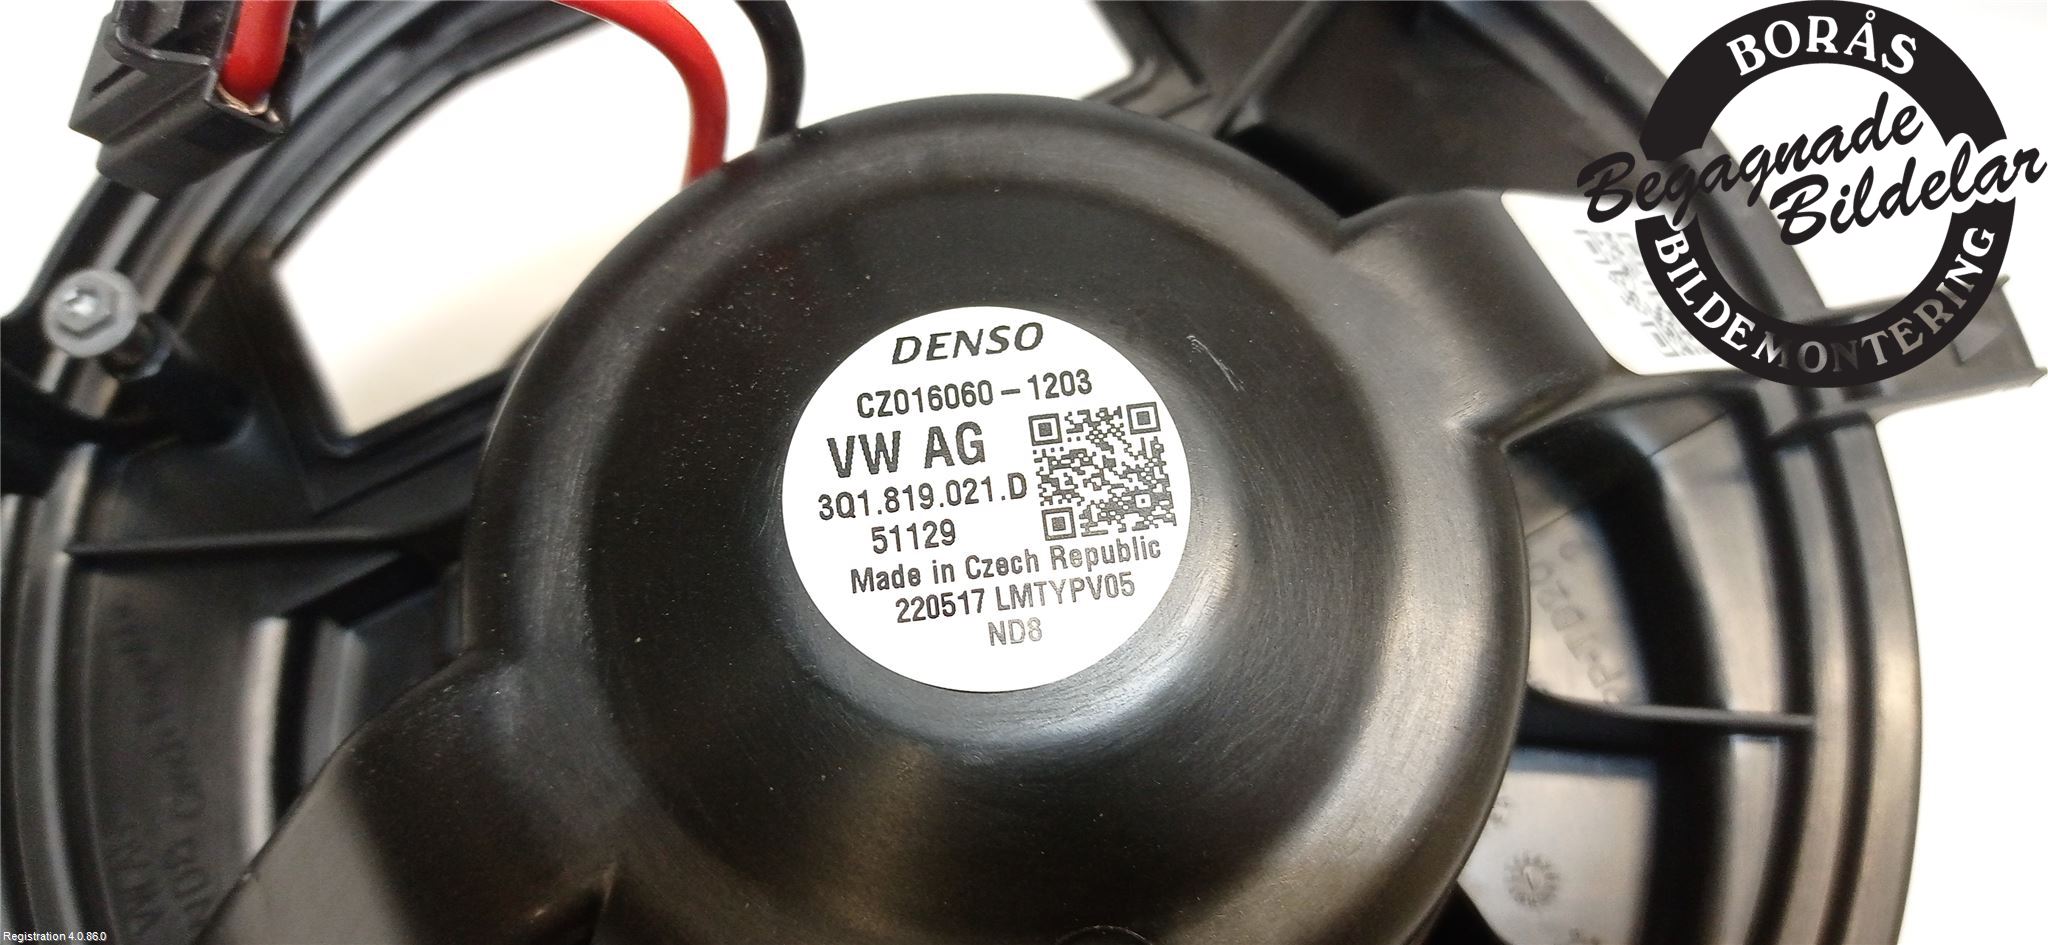 BORÅS
Begagnade
Bildelar
BILDEMONTERING
DENSO
CZ016060-1203
VW AG
3Q1.819.021.D
51129
Made in Czech Republic
220517 LMTYPV05
ND8
Registration 4.0.86.0